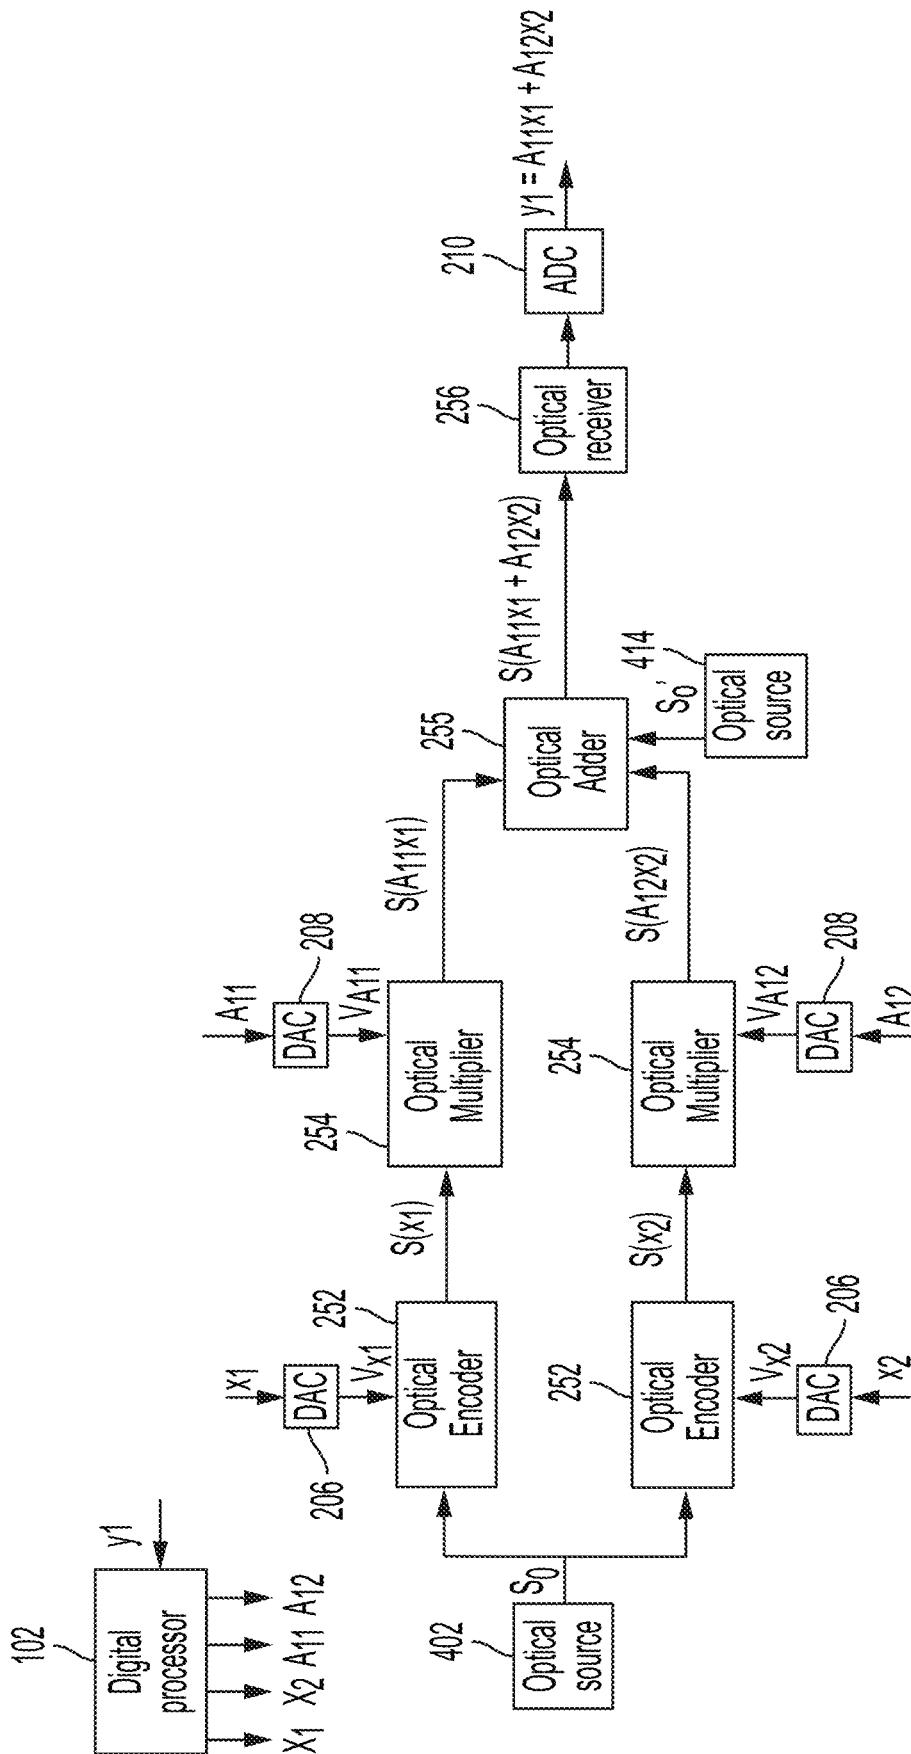 102
Digital
processor
y1
X1
X2
A11
A12
402
Optical
source
S0
x1
DAC
206
Vx1
252
Optical
Encoder
S(x1)
A11
DAC
208
VA11
254
Optical
Multiplier
S(A11x1)
252
Optical
Encoder
Vx2
DAC
206
x2
S(x2)
254
Optical
Multiplier
VA12
DAC
208
A12
S(A12x2)
255
Optical
Adder
S0'
414
Optical
source
S(A11x1 + A12x2)
256
Optical
receiver
210
ADC
y1 = A11x1 + A12x2